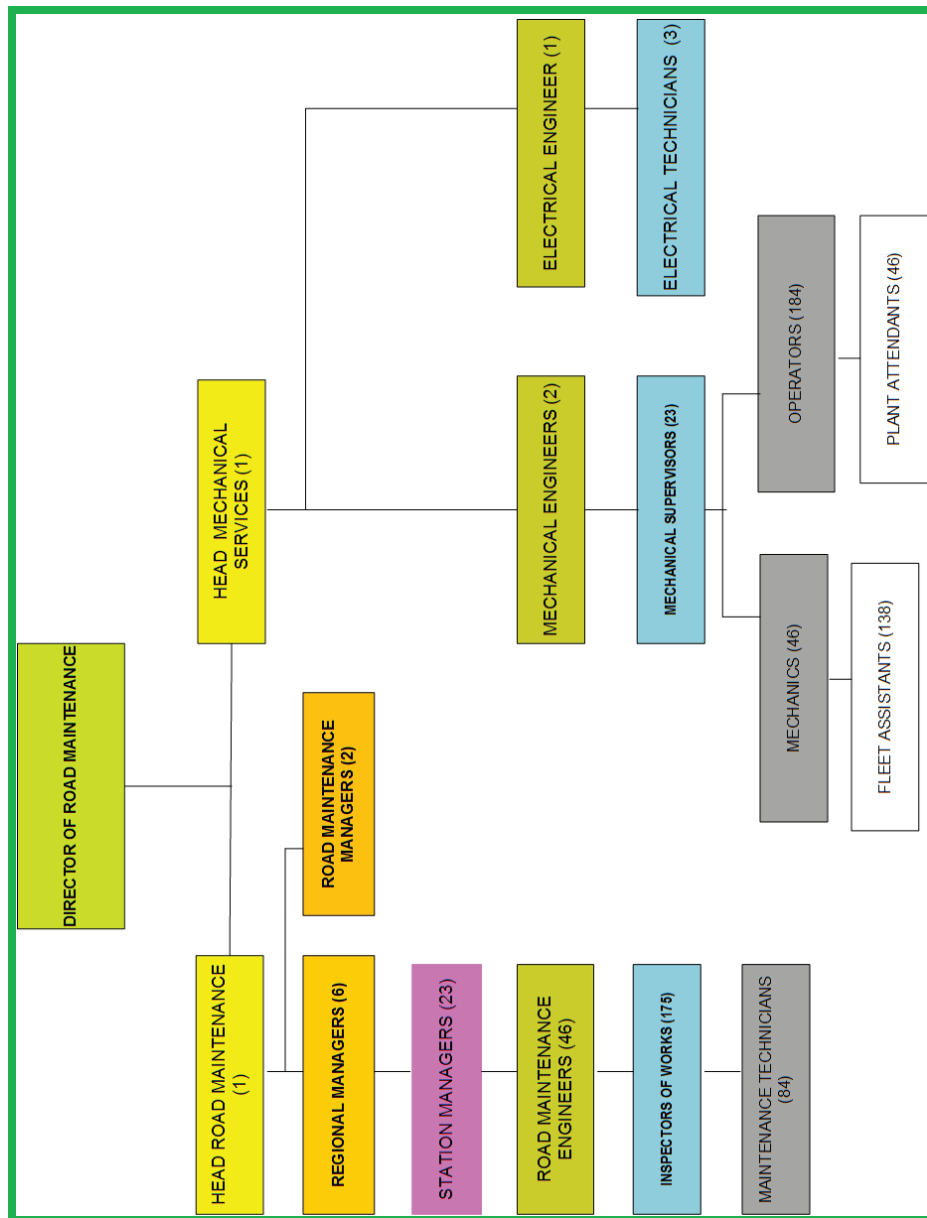 DIRECTOR OF ROAD MAINTENANCE
HEAD ROAD MAINTENANCE
(1)
HEAD MECHANICAL
SERVICES (1)
REGIONAL MANAGERS (6)
ROAD MAINTENANCE
MANAGERS (2)
STATION MANAGERS (23)
ROAD MAINTENANCE
ENGINEERS (46)
MECHANICAL ENGINEERS (2)
ELECTRICAL ENGINEER (1)
INSPECTORS OF WORKS (175)
MECHANICAL SUPERVISORS (23)
ELECTRICAL TECHNICIANS (3)
MAINTENANCE TECHNICIANS
(84)
MECHANICS (46)
OPERATORS (184)
FLEET ASSISTANTS (138)
PLANT ATTENDANTS (46)